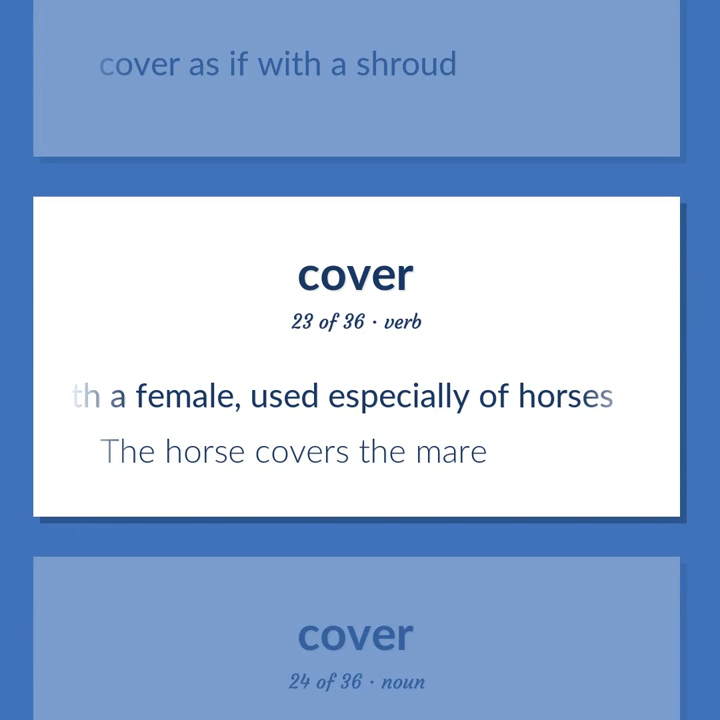 cover as if with a shroud
cover
23 of 36 · verb
th a female, used especially of horses
The horse covers the mare
cover
24 of 36 · noun